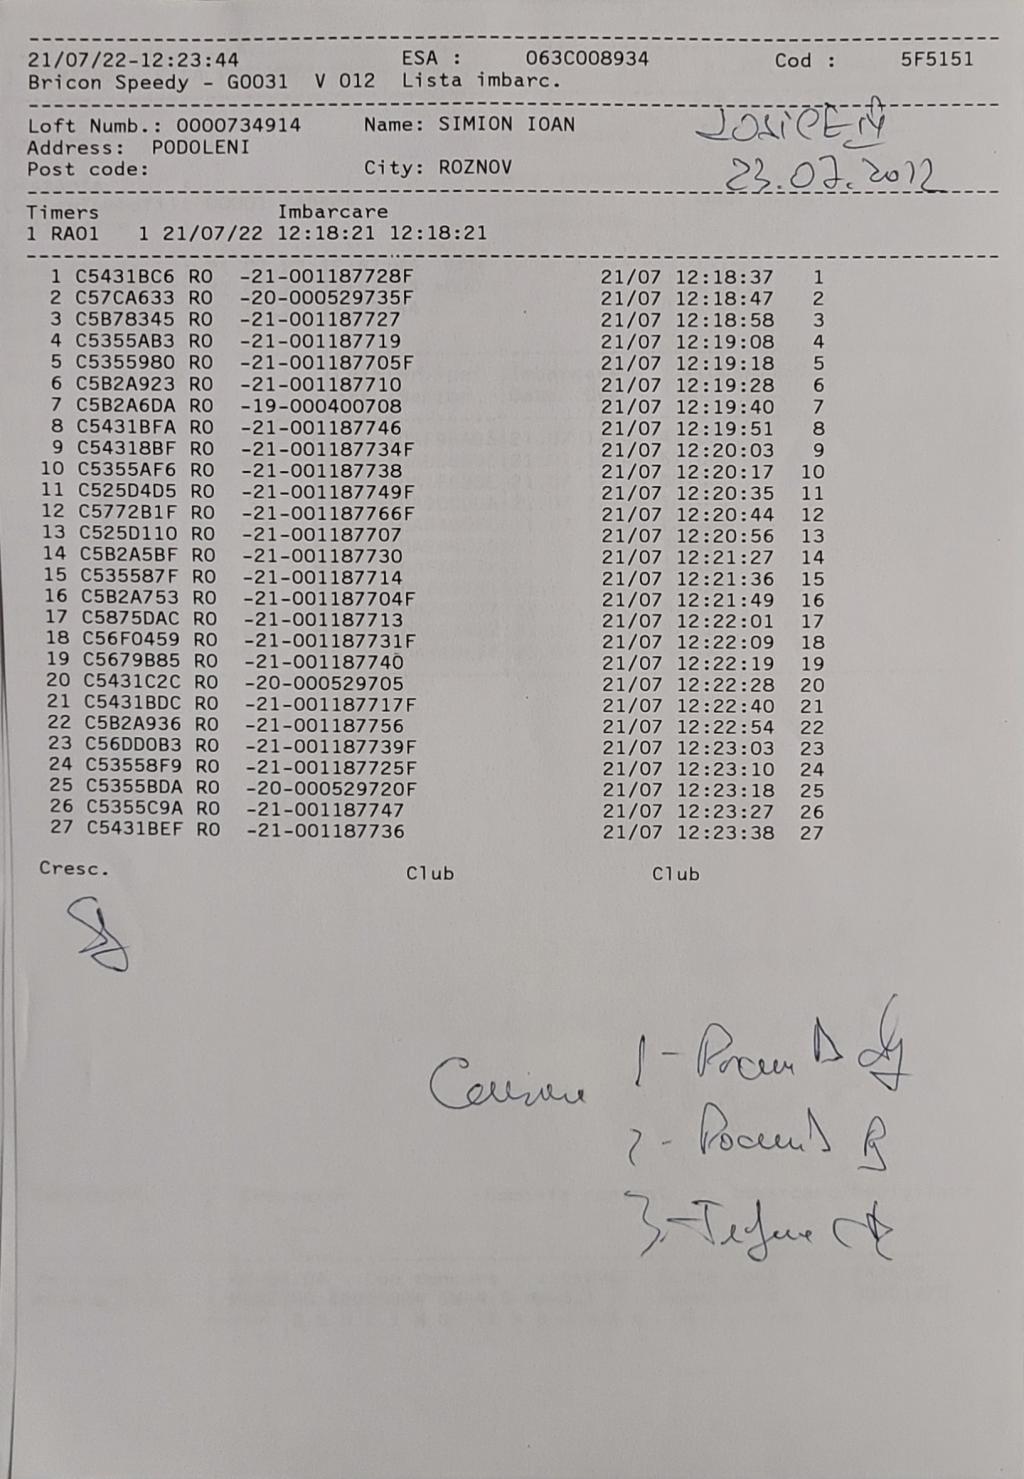 21/07/22-12:23:44 ESA : 063C008934 Cod : 5F5151
Bricon Speedy - G0031 V 012 Lista imbarc.
Loft Numb.: 0000734914 Name: SIMION IOAN
Address: PODOLENI
Post code: City: ROZNOV
23.07.2012
Timers Imbarcare
1 RA01 1 21/07/22 12:18:21 12:18:21
1 C5431BC6 RO -21-001187728F 21/07 12:18:37 1
2 C57CA633 RO -20-000529735F 21/07 12:18:47 2
3 C5B78345 RO -21-001187727 21/07 12:18:58 3
4 C5355AB3 RO -21-001187719 21/07 12:19:08 4
5 C5355980 RO -21-001187705F 21/07 12:19:18 5
6 C5B2A923 RO -21-001187710 21/07 12:19:28 6
7 C5B2A6DA RO -19-000400708 21/07 12:19:40 7
8 C5431BFA RO -21-001187746 21/07 12:19:51 8
9 C54318BF RO -21-001187734F 21/07 12:20:03 9
10 C5355AF6 RO -21-001187738 21/07 12:20:17 10
11 C525D4D5 RO -21-001187749F 21/07 12:20:35 11
12 C5772B1F RO -21-001187766F 21/07 12:20:44 12
13 C525D110 RO -21-001187707 21/07 12:20:56 13
14 C5B2A5BF RO -21-001187730 21/07 12:21:27 14
15 C535587F RO -21-001187714 21/07 12:21:36 15
16 C5B2A753 RO -21-001187704F 21/07 12:21:49 16
17 C5875DAC RO -21-001187713 21/07 12:22:01 17
18 C56F0459 RO -21-001187731F 21/07 12:22:09 18
19 C5679B85 RO -21-001187740 21/07 12:22:19 19
20 C5431C2C RO -20-000529705 21/07 12:22:28 20
21 C5431BDC RO -21-001187717F 21/07 12:22:40 21
22 C5B2A936 RO -21-001187756 21/07 12:22:54 22
23 C56DD0B3 RO -21-001187739F 21/07 12:23:03 23
24 C53558F9 RO -21-001187725F 21/07 12:23:10 24
25 C5355BDA RO -20-000529720F 21/07 12:23:18 25
26 C5355C9A RO -21-001187747 21/07 12:23:27 26
27 C5431BEF RO -21-001187736 21/07 12:23:38 27
Cresc. Club Club
1 -
2 -
3 -